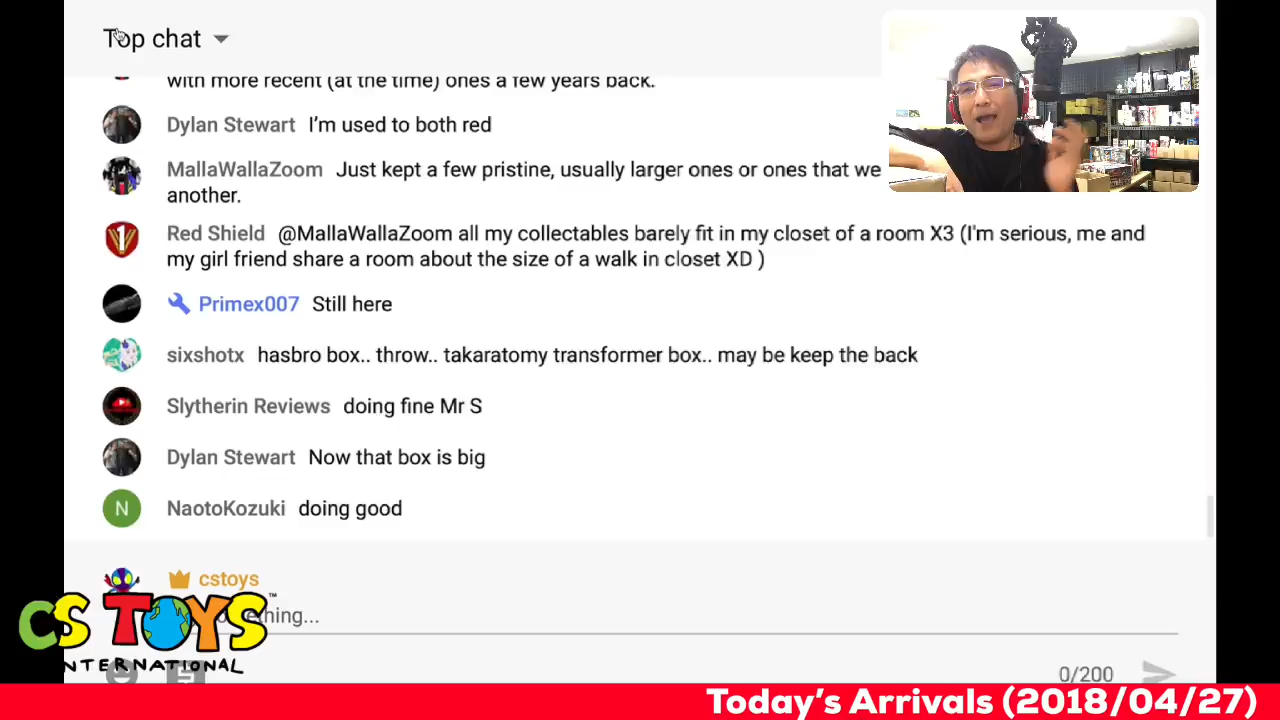 Top chat
with more recent (at the time) ones a few years back.
Dylan Stewart I'm used to both red
MallaWallaZoom Just kept a few pristine, usually larger ones or ones that we
another.
Red Shield @MallaWallaZoom all my collectables barely fit in my closet of a room X3 (I'm serious, me and
my girl friend share a room about the size of a walk in closet XD )
Primex007 Still here
sixshotx hasbro box.. throw.. takaratomy transformer box.. may be keep the back
Slytherin Reviews doing fine Mr S
Dylan Stewart Now that box is big
N NaotoKozuki doing good
cstoys
CS TOYS™
INTERNATIONAL
0/200
Today's Arrivals (2018/04/27)